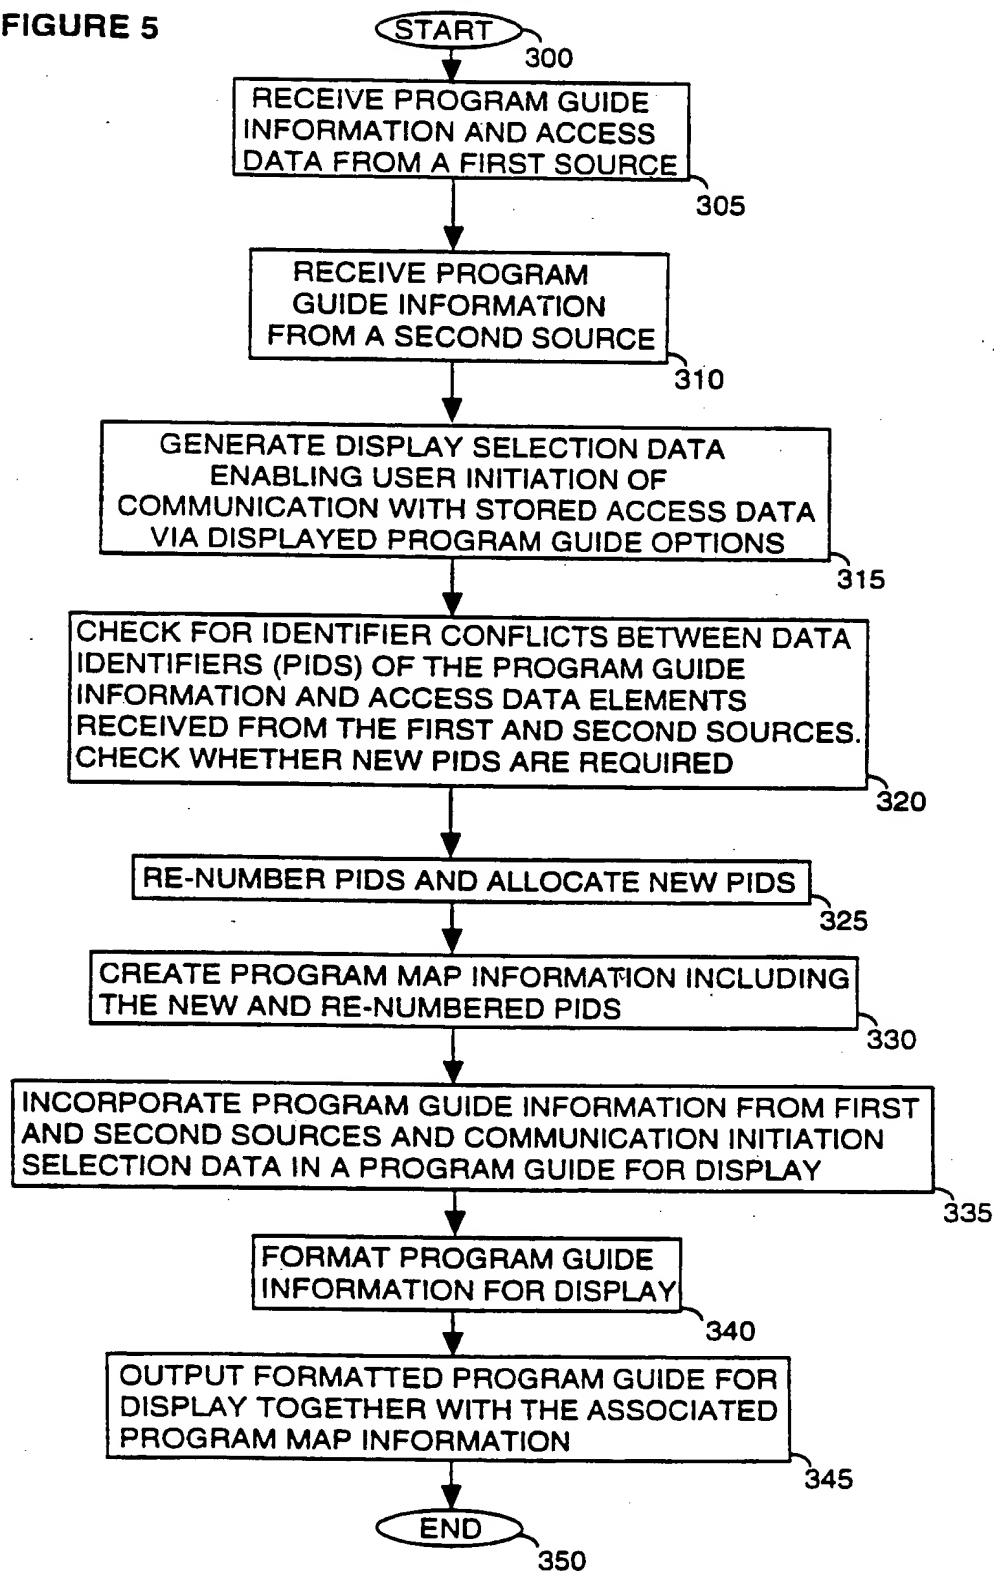 FIGURE 5
START
300
RECEIVE PROGRAM GUIDE
INFORMATION AND ACCESS
DATA FROM A FIRST SOURCE
305
RECEIVE PROGRAM
GUIDE INFORMATION
FROM A SECOND SOURCE
310
GENERATE DISPLAY SELECTION DATA
ENABLING USER INITIATION OF
COMMUNICATION WITH STORED ACCESS DATA
VIA DISPLAYED PROGRAM GUIDE OPTIONS
315
CHECK FOR IDENTIFIER CONFLICTS BETWEEN DATA
IDENTIFIERS (PIDS) OF THE PROGRAM GUIDE
INFORMATION AND ACCESS DATA ELEMENTS
RECEIVED FROM THE FIRST AND SECOND SOURCES.
CHECK WHETHER NEW PIDS ARE REQUIRED
320
RE-NUMBER PIDS AND ALLOCATE NEW PIDS
325
CREATE PROGRAM MAP INFORMATION INCLUDING
THE NEW AND RE-NUMBERED PIDS
330
INCORPORATE PROGRAM GUIDE INFORMATION FROM FIRST
AND SECOND SOURCES AND COMMUNICATION INITIATION
SELECTION DATA IN A PROGRAM GUIDE FOR DISPLAY
335
FORMAT PROGRAM GUIDE
INFORMATION FOR DISPLAY
340
OUTPUT FORMATTED PROGRAM GUIDE FOR
DISPLAY TOGETHER WITH THE ASSOCIATED
PROGRAM MAP INFORMATION
345
END
350